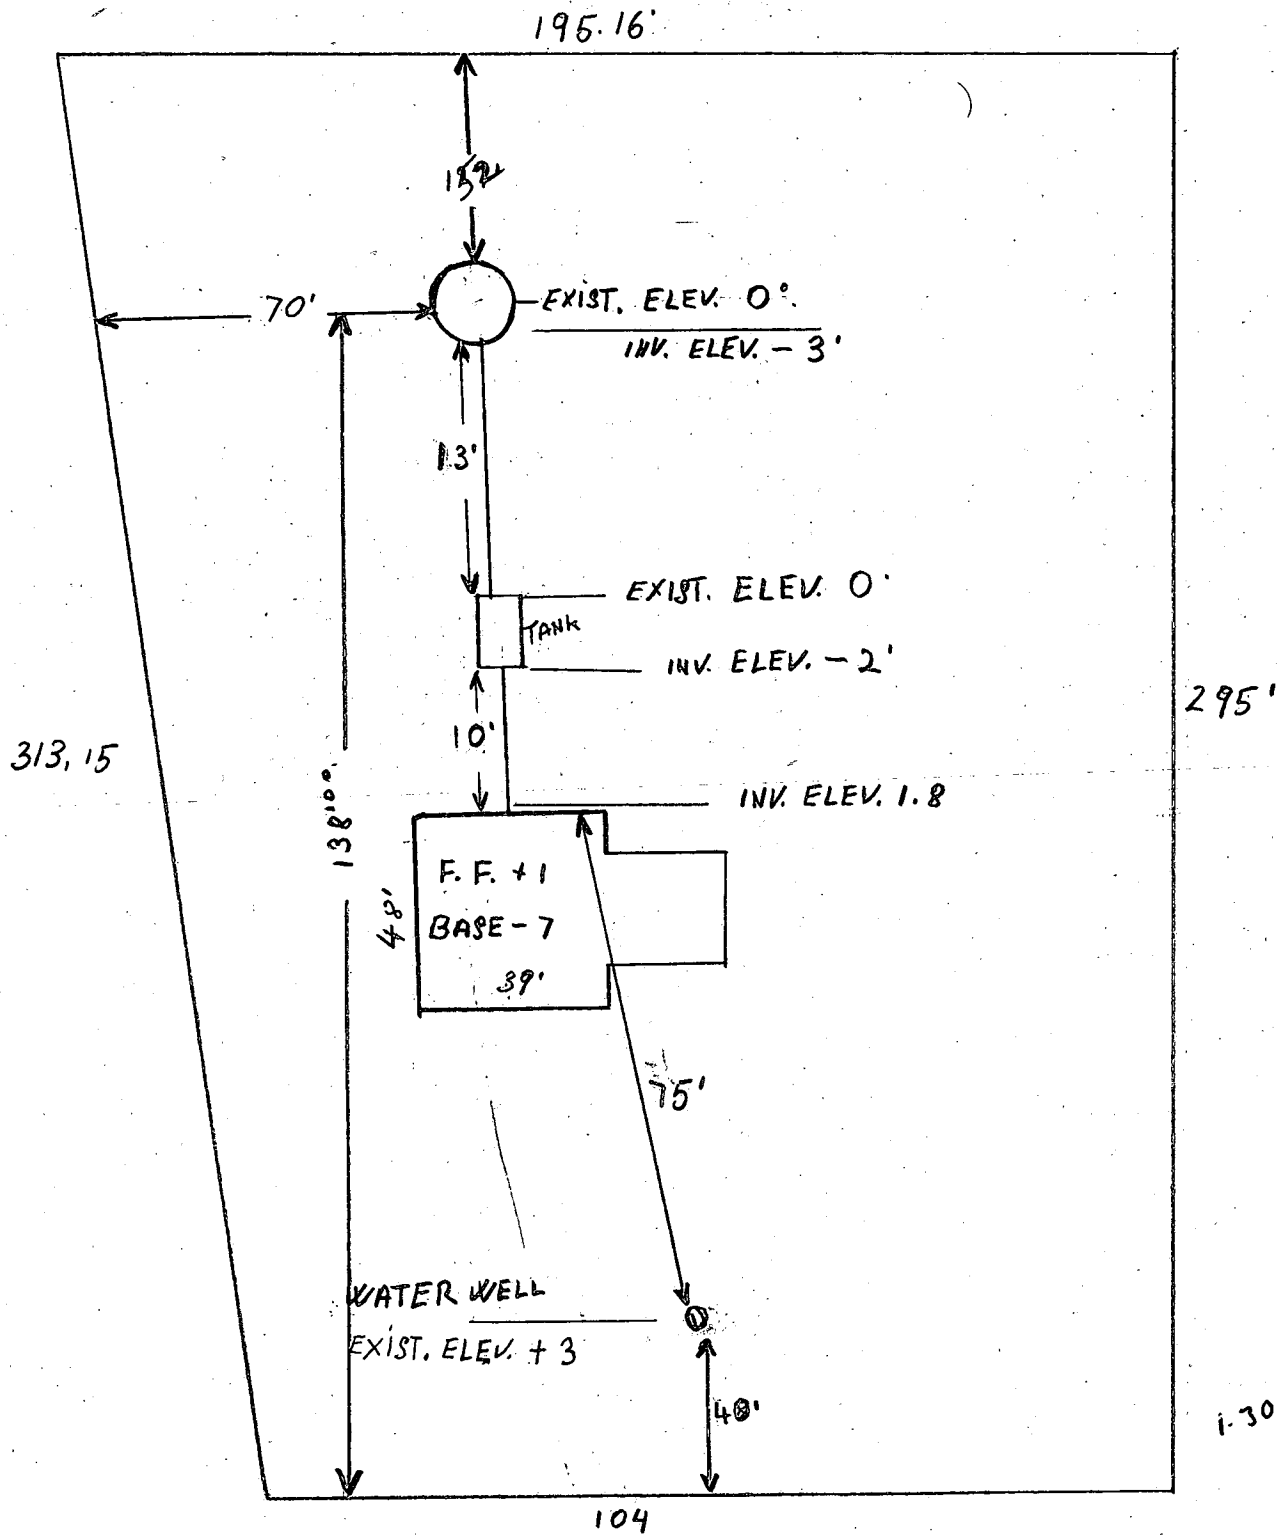 195.16'
152
70'
EXIST. ELEV. 0°.
INV. ELEV. - 3'
13'
EXIST. ELEV. 0'
TANK
INV. ELEV. - 2'
295'
10'
313,15
INV. ELEV. 1.8
138'
F. F. + 1
48'
BASE - 7
39'
75'
WATER WELL
EXIST. ELEV. + 3
1-30
104